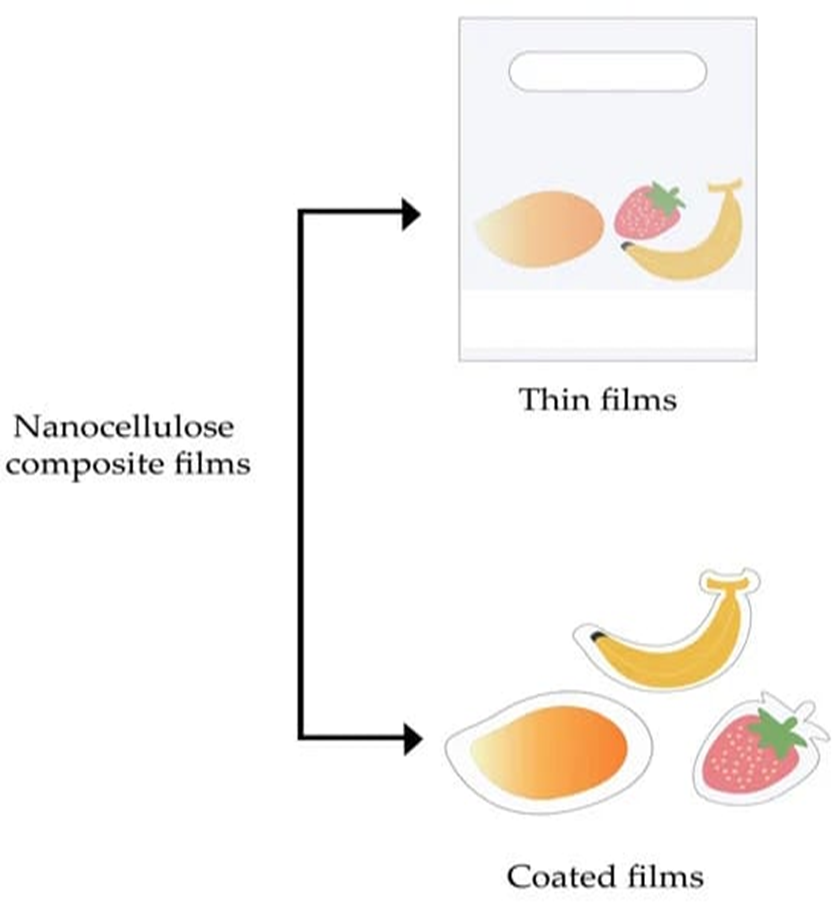 Thin films
Nanocellulose
composite films
Coated films